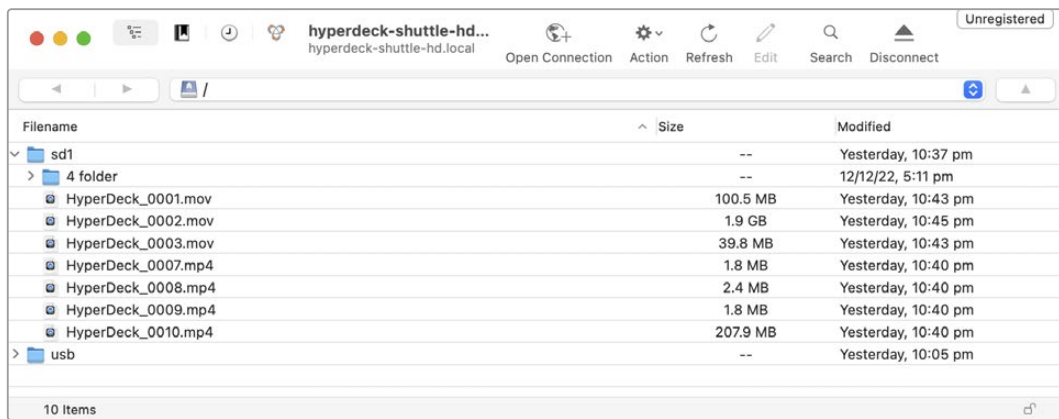 Unregistered
hyperdeck-shuttle-hd...
hyperdeck-shuttle-hd.local
Open Connection Action Refresh Edit Search Disconnect
/
Filename Size Modified
sd1 -- Yesterday, 10:37 pm
4 folder -- 12/12/22, 5:11 pm
HyperDeck_0001.mov 100.5 MB Yesterday, 10:43 pm
HyperDeck_0002.mov 1.9 GB Yesterday, 10:45 pm
HyperDeck_0003.mov 39.8 MB Yesterday, 10:43 pm
HyperDeck_0007.mp4 1.8 MB Yesterday, 10:40 pm
HyperDeck_0008.mp4 2.4 MB Yesterday, 10:40 pm
HyperDeck_0009.mp4 1.8 MB Yesterday, 10:40 pm
HyperDeck_0010.mp4 207.9 MB Yesterday, 10:40 pm
usb -- Yesterday, 10:05 pm
10 Items